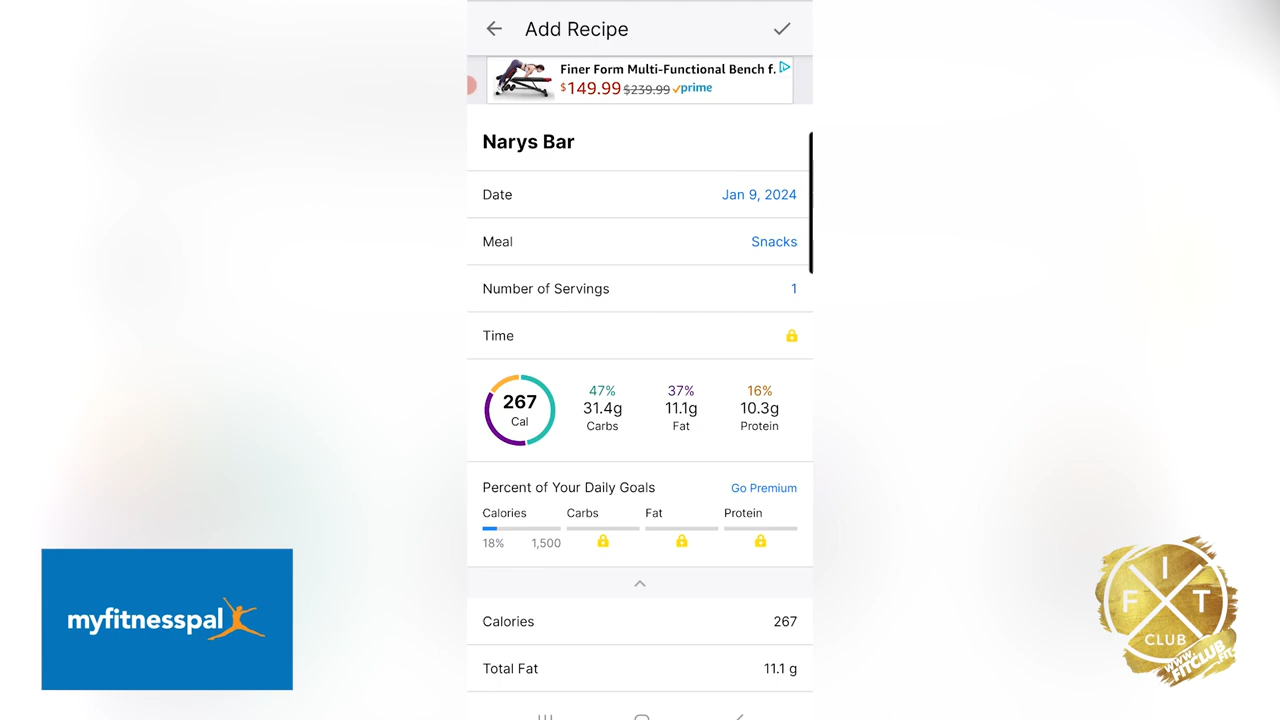 Add Recipe
Finer Form Multi-Functional Bench f.
$149.99 $239.99 prime
Narys Bar
Date Jan 9, 2024
Meal Snacks
Number of Servings 1
Time
267 Cal
47% 37% 16%
31.4g 11.1g 10.3g
Carbs Fat Protein
Percent of Your Daily Goals Go Premium
Calories Carbs Fat Protein
18% 1,500
Calories 267
Total Fat 11.1 g
myfitnesspal
FIT
X
CLUB
WWW.
FITCLUB.FIT